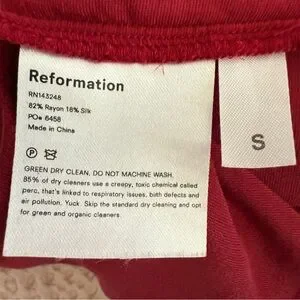 Reformation
RN143248
82% Rayon 18% Silk
PO# 6458
Made in China
P
GREEN DRY CLEAN. DO NOT MACHINE WASH.
85% of dry cleaners use a creepy, toxic chemical called
perc, that's linked to respiratory issues, birth defects and
air pollution. Yuck. Skip the standard dry cleaning and opt
for green and organic cleaners.
S